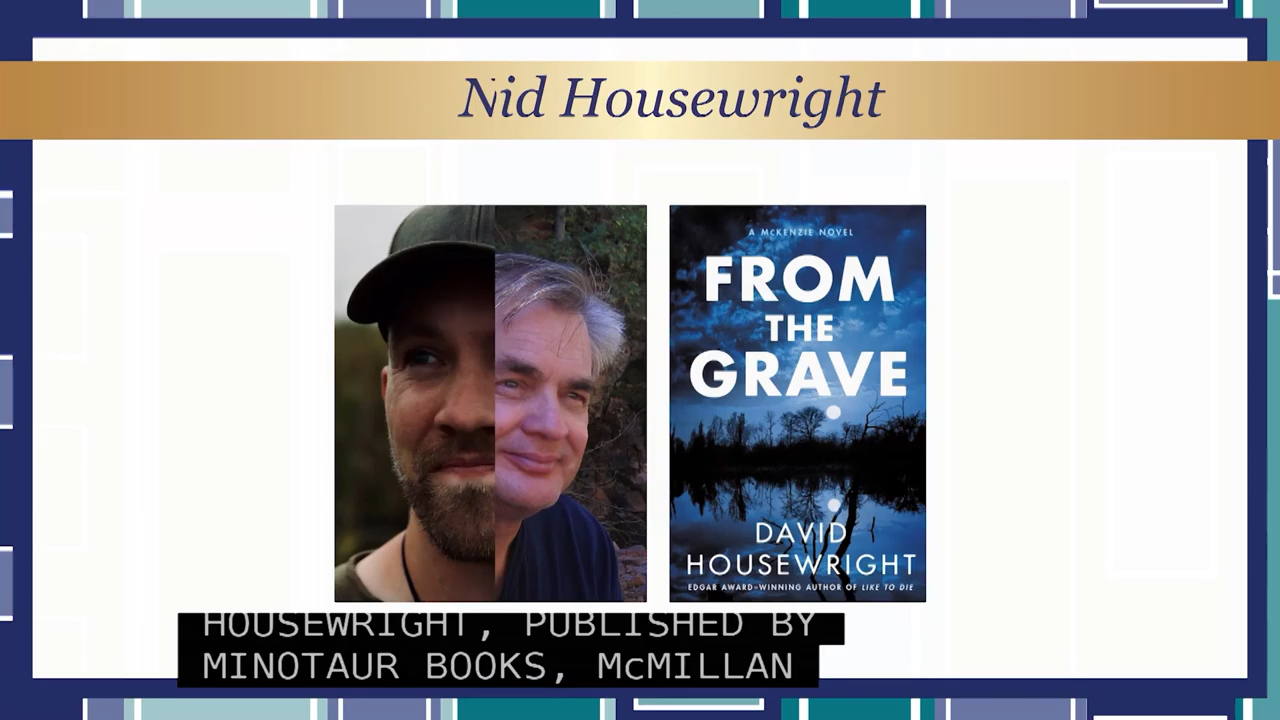 Nid Housewright
A McKENZIE NOVEL
FROM
THE
GRAVE
DAVID
HOUSEWRIGHT
EDGAR AWARD-WINNING AUTHOR OF LIKE TO DIE
HOUSEWRIGHT, PUBLISHED BY
MINOTAUR BOOKS, McMILLAN